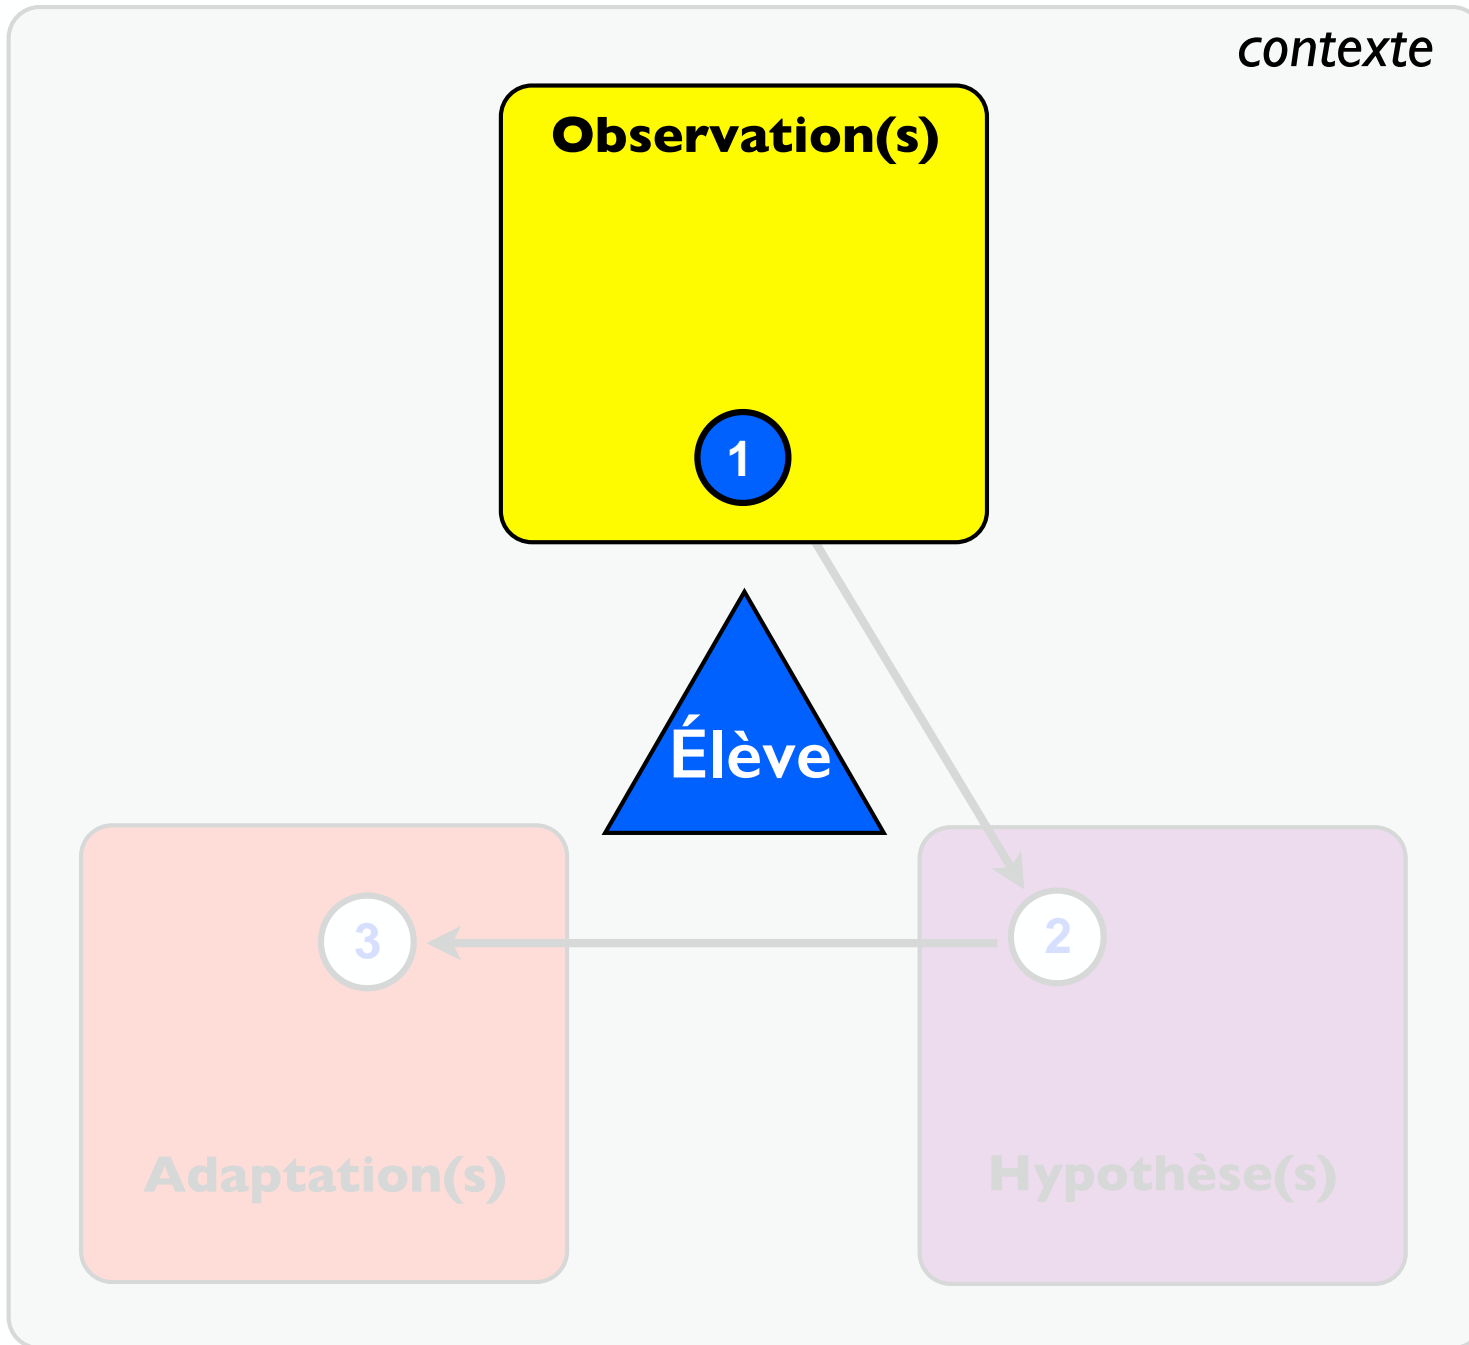 contexte
Observation(s)
1
Élève
3
2
Adaptation(s)
Hypothèse(s)